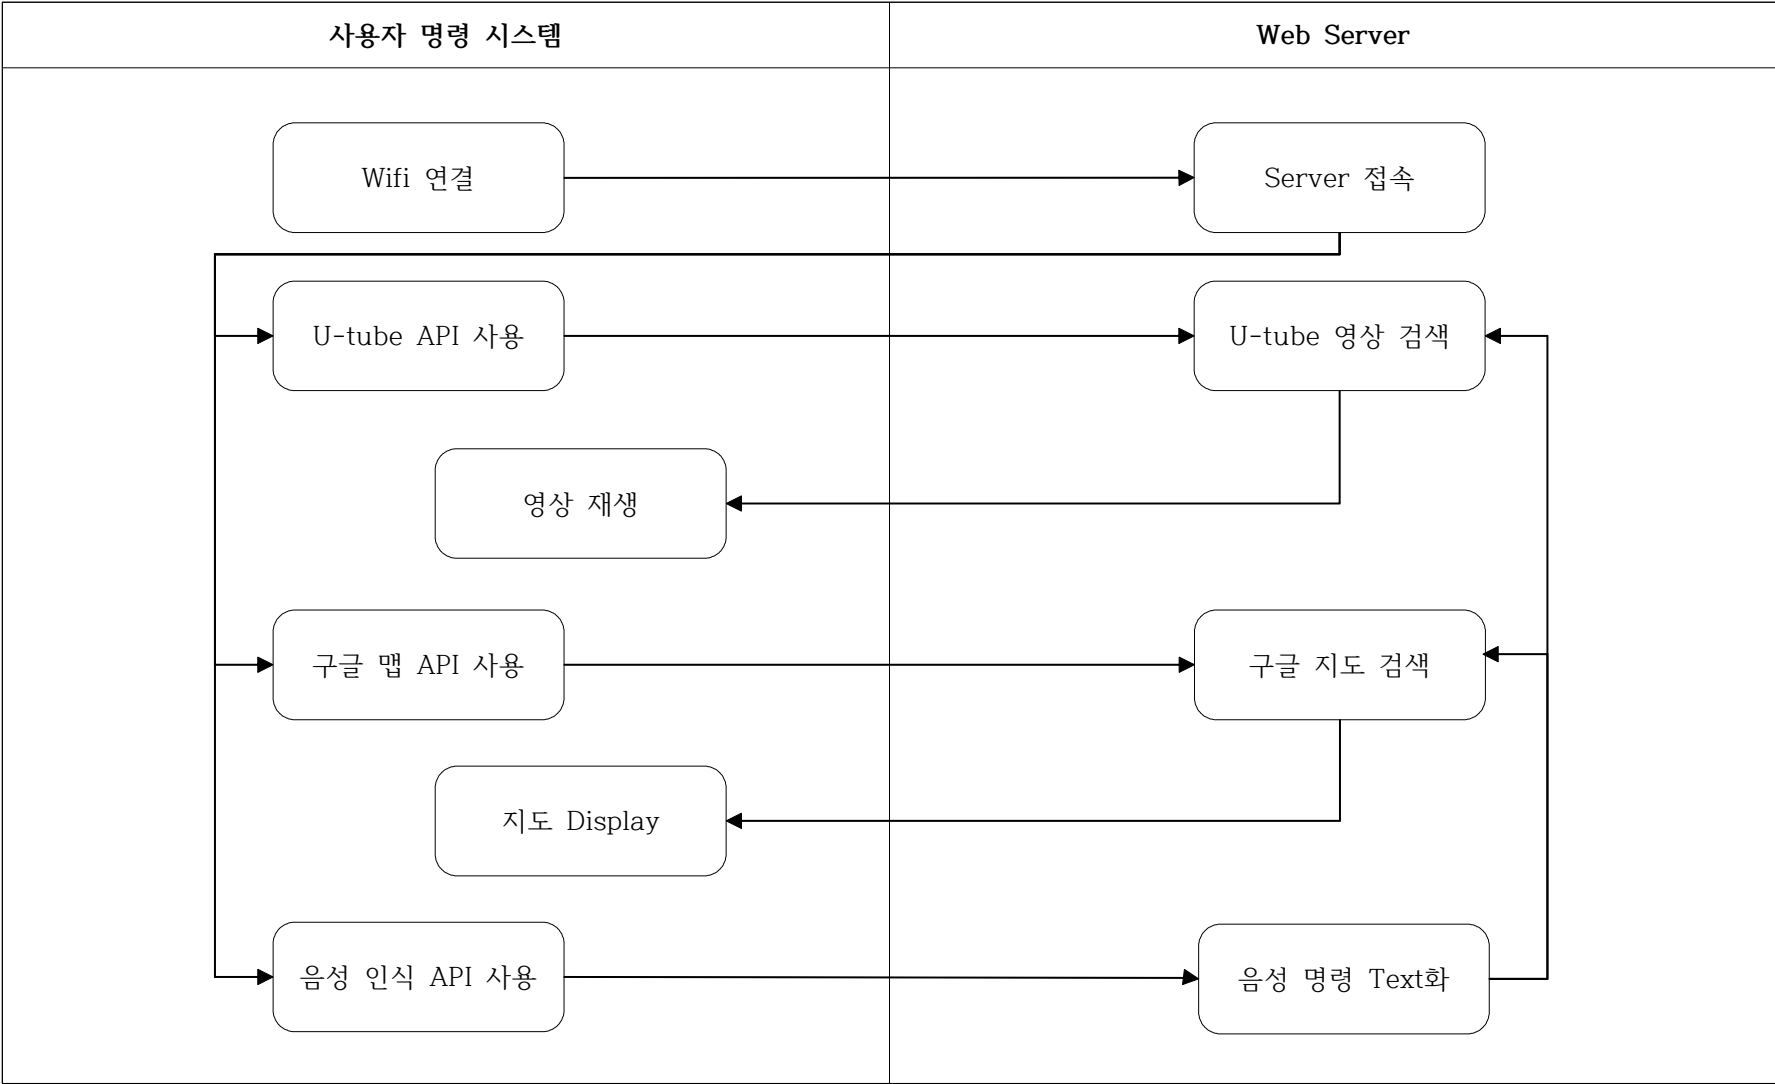 사용자 명령 시스템
Web Server
Wifi 연결
Server 접속
U-tube API 사용
U-tube 영상 검색
영상 재생
구글 맵 API 사용
구글 지도 검색
지도 Display
음성 인식 API 사용
음성 명령 Text화